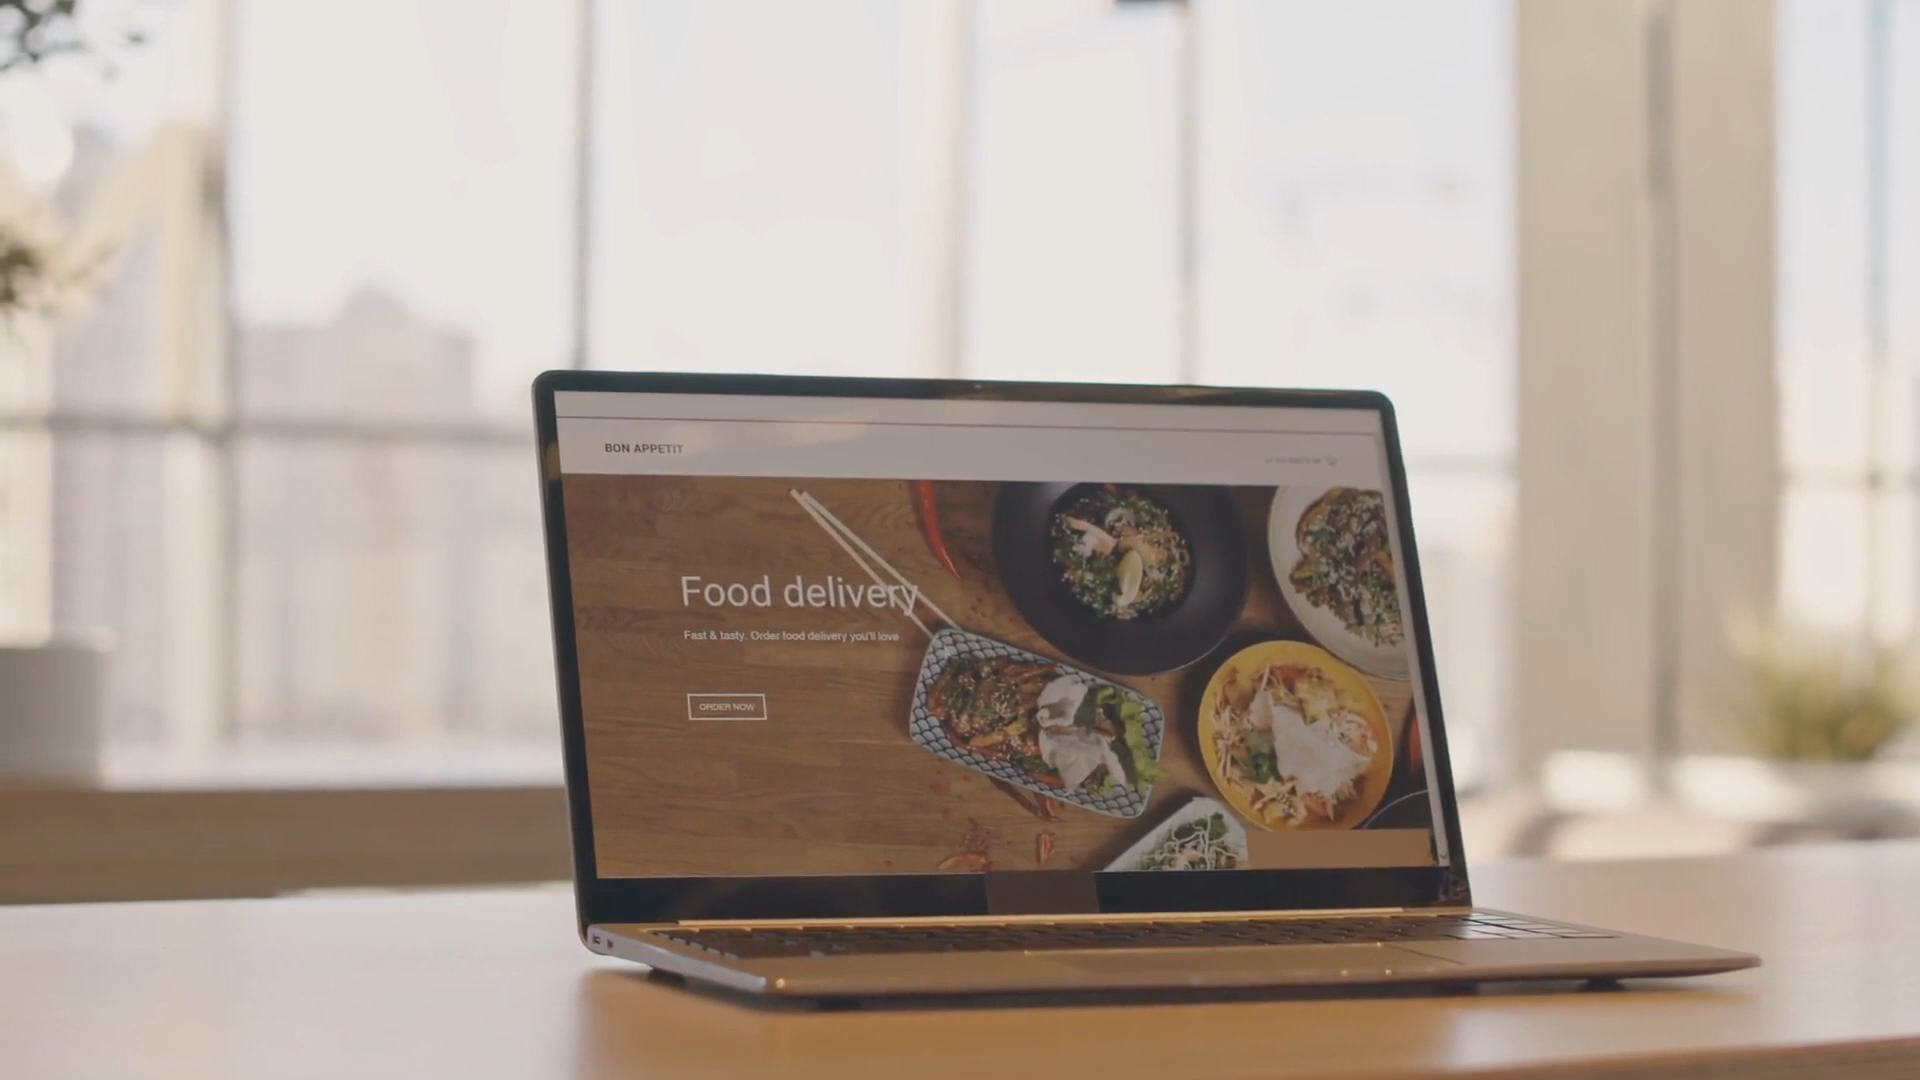 BON APPETIT
Food delivery
Fast & tasty. Order food delivery you'll love
ORDER NOW